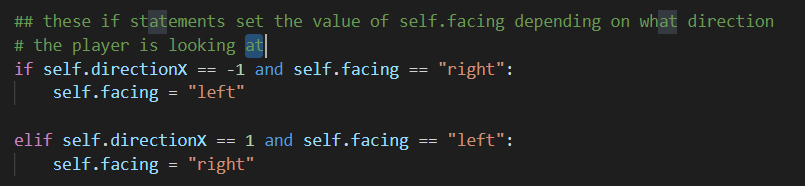 ## these if statements set the value of self.facing depending on what direction
# the player is looking at
if self.directionX == -1 and self.facing == "right":
    self.facing = "left"

elif self.directionX == 1 and self.facing == "left":
    self.facing = "right"